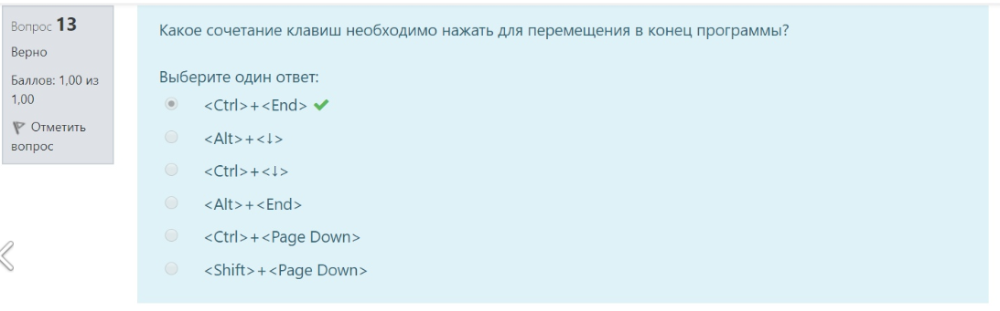 Вопрос 13
Верно
Баллов: 1,00 из
1,00
Отметить
вопрос
Какое сочетание клавиш необходимо нажать для перемещения в конец программы?
Выберите один ответ:
<Ctrl>+<End>
<Alt>+<↓>
<Ctrl>+<↓>
<Alt>+<End>
<Ctrl>+<Page Down>
<Shift>+<Page Down>